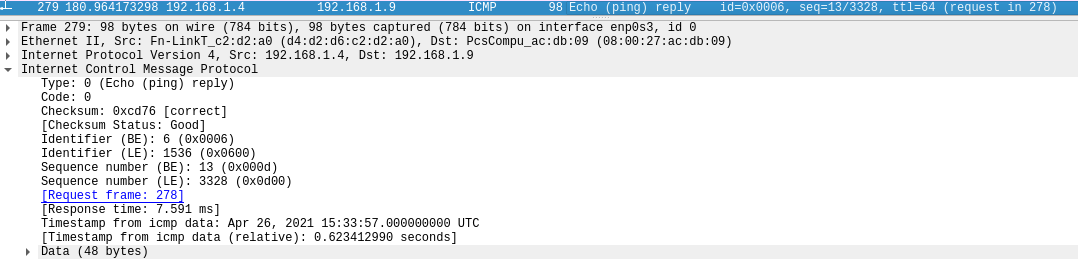 279 180.964173298 192.168.1.4 192.168.1.9 ICMP 98 Echo (ping) reply id=0x0006, seq=13/3328, ttl=64 (request in 278)
Frame 279: 98 bytes on wire (784 bits), 98 bytes captured (784 bits) on interface enp0s3, id 0
Ethernet II, Src: Fn-LinkT_c2:d2:a0 (d4:d2:d6:c2:d2:a0), Dst: PcsCompu_ac:db:09 (08:00:27:ac:db:09)
Internet Protocol Version 4, Src: 192.168.1.4, Dst: 192.168.1.9
Internet Control Message Protocol
Type: 0 (Echo (ping) reply)
Code: 0
Checksum: 0xcd76 [correct]
[Checksum Status: Good]
Identifier (BE): 6 (0x0006)
Identifier (LE): 1536 (0x0600)
Sequence number (BE): 13 (0x000d)
Sequence number (LE): 3328 (0x0d00)
[Request frame: 278]
[Response time: 7.591 ms]
Timestamp from icmp data: Apr 26, 2021 15:33:57.000000000 UTC
[Timestamp from icmp data (relative): 0.623412990 seconds]
Data (48 bytes)